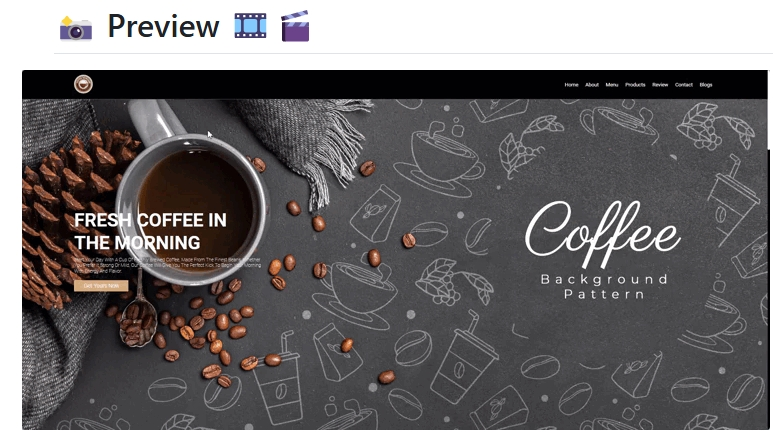 Preview
Home About Menu Products Review Contact Blogs
FRESH COFFEE IN
THE MORNING
Start Your Day With A Cup Of Freshly Brewed Coffee, Made From The Finest Beans. Whether
You Prefer It Strong Or Mild, Our Coffee Will Give You The Perfect Kick To Begin Your Morning
With Energy And Flavor.
Get Yours Now
Coffee
Background
Pattern